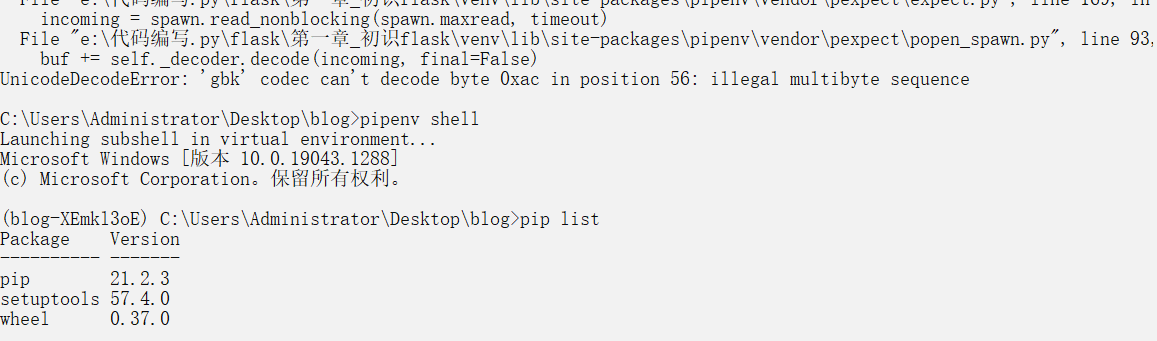 File "e:\代码编写.py\flask\第一章_初识flask\venv\lib\site-packages\pipenv\vendor\pexpect\expect.py", line 169, in
incoming = spawn.read_nonblocking(spawn.maxread, timeout)
File "e:\代码编写.py\flask\第一章_初识flask\venv\lib\site-packages\pipenv\vendor\pexpect\popen_spawn.py", line 93,
buf += self._decoder.decode(incoming, final=False)
UnicodeDecodeError: 'gbk' codec can't decode byte 0xac in position 56: illegal multibyte sequence
C:\Users\Administrator\Desktop\blog>pipenv shell
Launching subshell in virtual environment...
Microsoft Windows [版本 10.0.19043.1288]
(c) Microsoft Corporation。保留所有权利。
(blog-XEmkl3oE) C:\Users\Administrator\Desktop\blog>pip list
Package Version
---------- -------
pip 21.2.3
setuptools 57.4.0
wheel 0.37.0